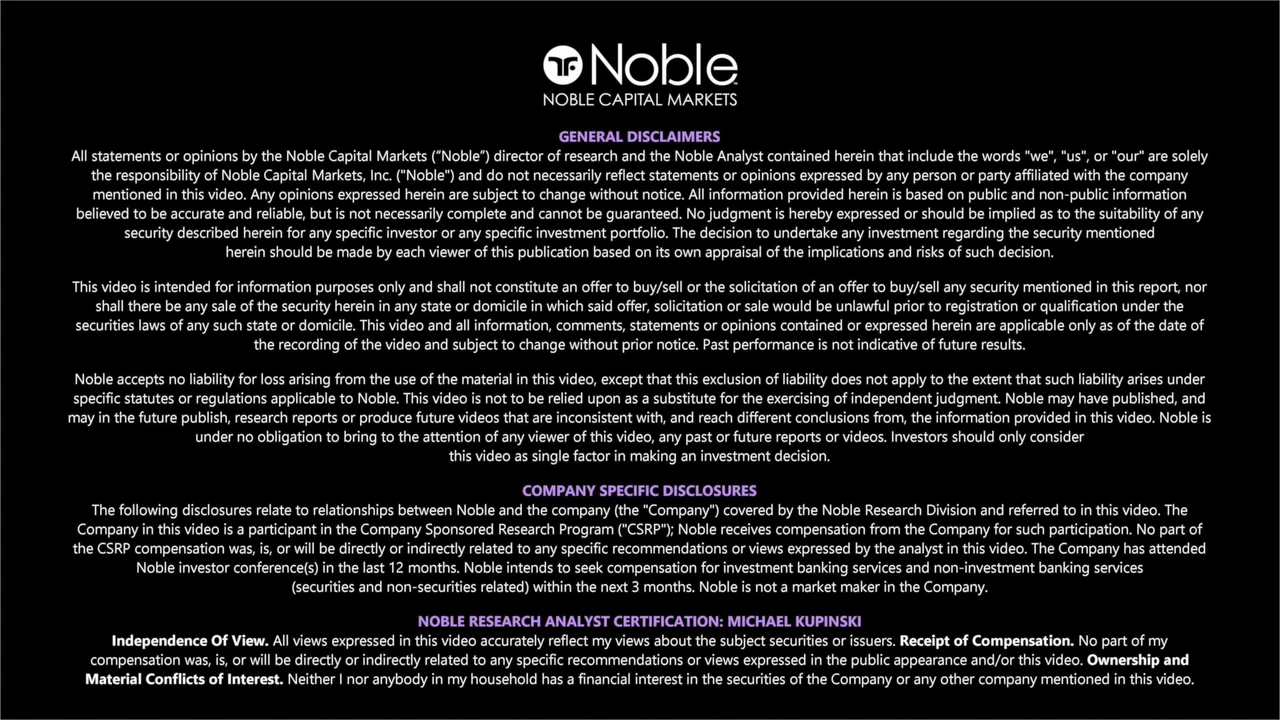 Noble
NOBLE CAPITAL MARKETS
GENERAL DISCLAIMERS
All statements or opinions by the Noble Capital Markets (“Noble”) director of research and the Noble Analyst contained herein that include the words "we", "us", or "our" are solely
the responsibility of Noble Capital Markets, Inc. ("Noble") and do not necessarily reflect statements or opinions expressed by any person or party affiliated with the company
mentioned in this video. Any opinions expressed herein are subject to change without notice. All information provided herein is based on public and non-public information
believed to be accurate and reliable, but is not necessarily complete and cannot be guaranteed. No judgment is hereby expressed or should be implied as to the suitability of any
security described herein for any specific investor or any specific investment portfolio. The decision to undertake any investment regarding the security mentioned
herein should be made by each viewer of this publication based on its own appraisal of the implications and risks of such decision.
This video is intended for information purposes only and shall not constitute an offer to buy/sell or the solicitation of an offer to buy/sell any security mentioned in this report, nor
shall there be any sale of the security herein in any state or domicile in which said offer, solicitation or sale would be unlawful prior to registration or qualification under the
securities laws of any such state or domicile. This video and all information, comments, statements or opinions contained or expressed herein are applicable only as of the date of
the recording of the video and subject to change without prior notice. Past performance is not indicative of future results.
Noble accepts no liability for loss arising from the use of the material in this video, except that this exclusion of liability does not apply to the extent that such liability arises under
specific statutes or regulations applicable to Noble. This video is not to be relied upon as a substitute for the exercising of independent judgment. Noble may have published, and
may in the future publish, research reports or produce future videos that are inconsistent with, and reach different conclusions from, the information provided in this video. Noble is
under no obligation to bring to the attention of any viewer of this video, any past or future reports or videos. Investors should only consider
this video as single factor in making an investment decision.
COMPANY SPECIFIC DISCLOSURES
The following disclosures relate to relationships between Noble and the company (the "Company") covered by the Noble Research Division and referred to in this video. The
Company in this video is a participant in the Company Sponsored Research Program ("CSRP"); Noble receives compensation from the Company for such participation. No part of
the CSRP compensation was, is, or will be directly or indirectly related to any specific recommendations or views expressed by the analyst in this video. The Company has attended
Noble investor conference(s) in the last 12 months. Noble intends to seek compensation for investment banking services and non-investment banking services
(securities and non-securities related) within the next 3 months. Noble is not a market maker in the Company.
NOBLE RESEARCH ANALYST CERTIFICATION: MICHAEL KUPINSKI
Independence Of View. All views expressed in this video accurately reflect my views about the subject securities or issuers. Receipt of Compensation. No part of my
compensation was, is, or will be directly or indirectly related to any specific recommendations or views expressed in the public appearance and/or this video. Ownership and
Material Conflicts of Interest. Neither I nor anybody in my household has a financial interest in the securities of the Company or any other company mentioned in this video.